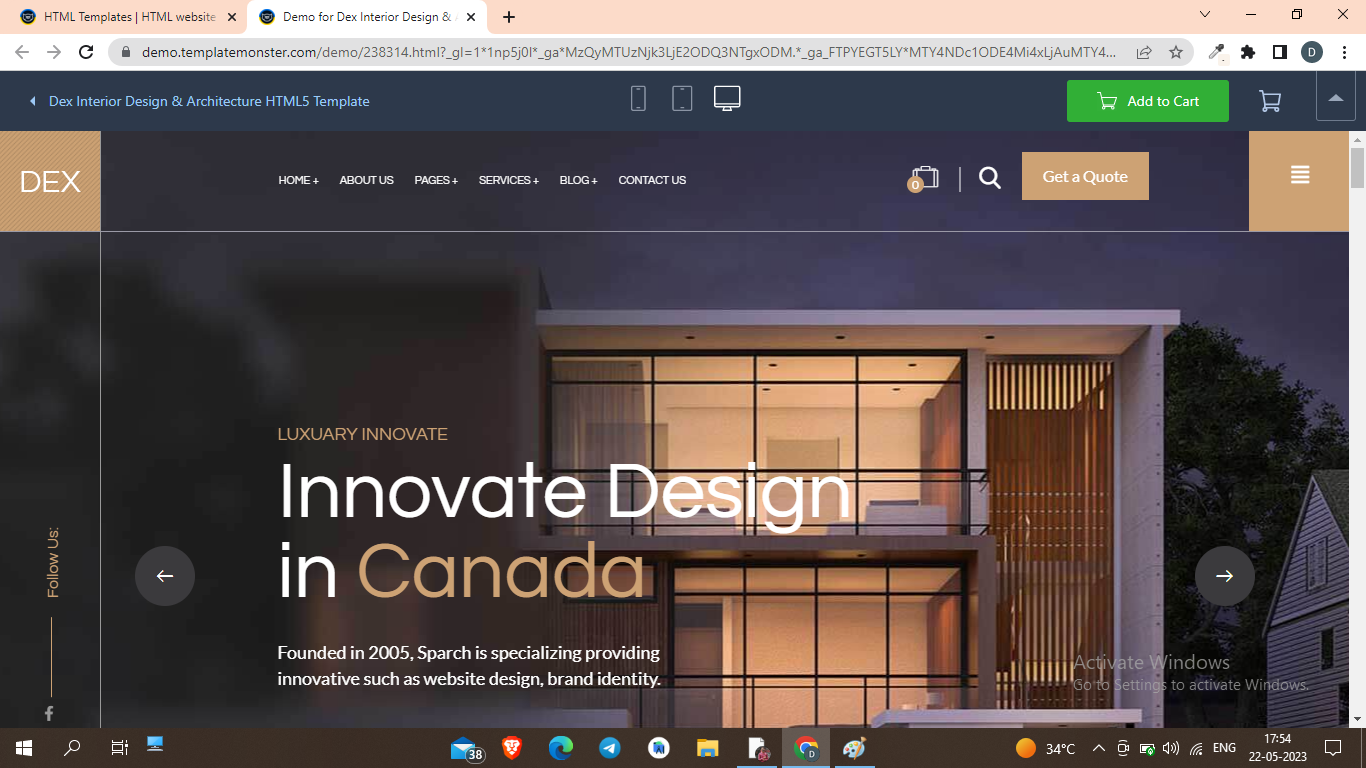 HTML Templates | HTML website
Demo for Dex Interior Design &
demo.templatemonster.com/demo/238314.html?_gl=1*1np5j0l*_ga*MzQyMTUzNjk3LjE2ODQ3NTgxODM.*_ga_FTPYEGT5LY*MTY4NDc1ODE4Mi4xLjAuMTY4...
D
Dex Interior Design & Architecture HTML5 Template
Add to Cart
DEX
HOME +
ABOUT US
PAGES +
SERVICES +
BLOG +
CONTACT US
0
Get a Quote
LUXUARY INNOVATE
Innovate Design
in Canada
Follow Us:
Founded in 2005, Sparch is specializing providing
innovative such as website design, brand identity.
Activate Windows
Go to Settings to activate Windows.
38
D
34°C
ENG
17:54
22-05-2023